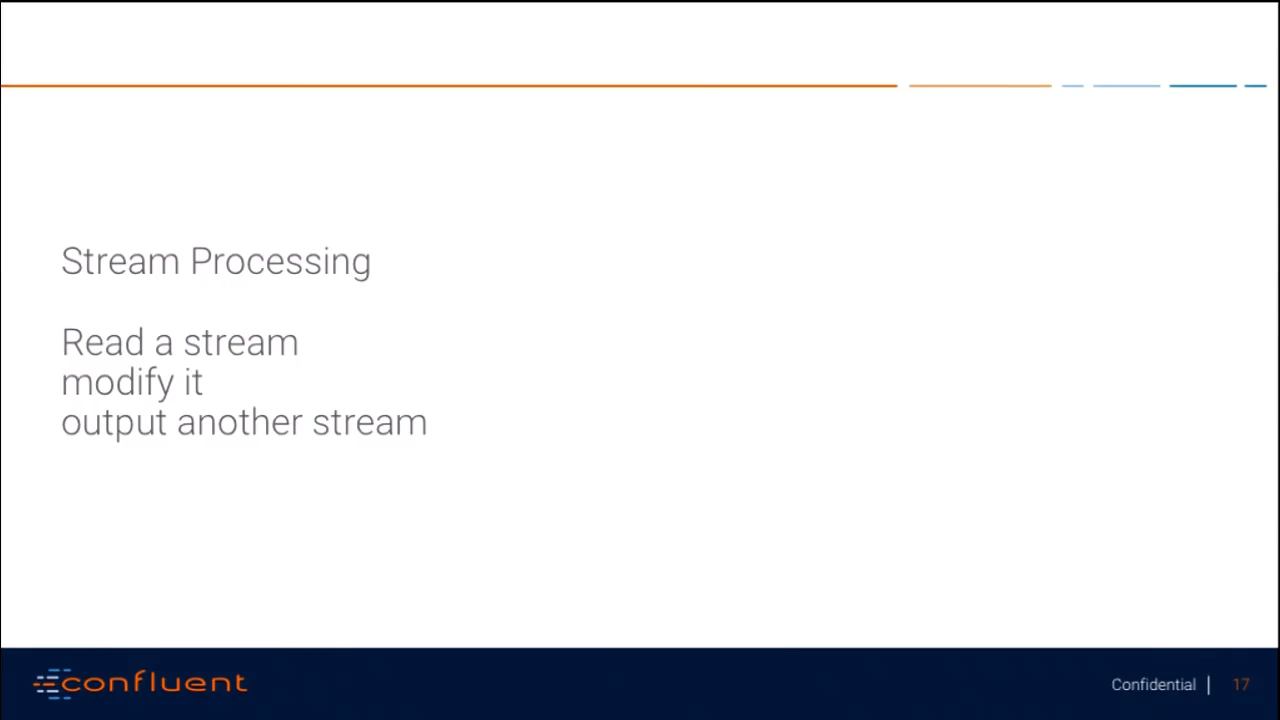 Stream Processing
Read a stream
modify it
output another stream
confluent
Confidential | 17